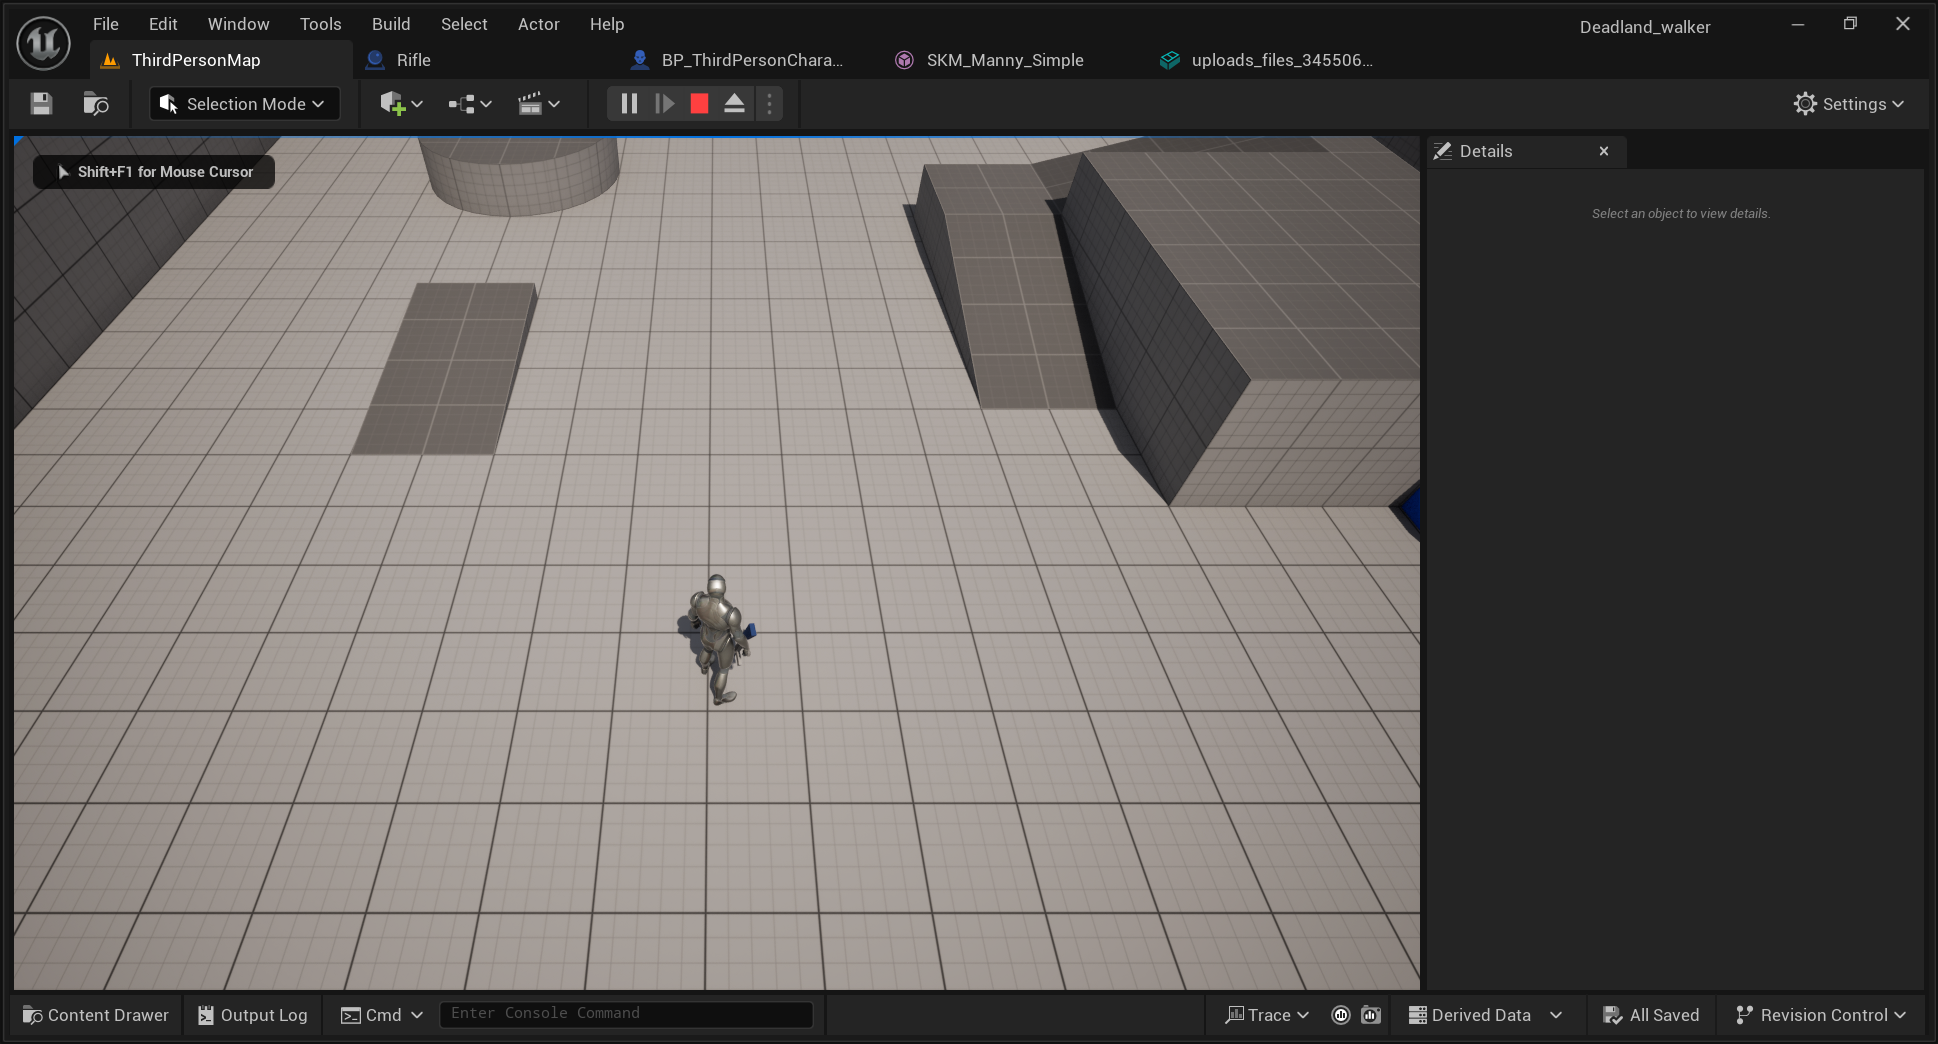 File Edit Window Tools Build Select Actor Help
Deadland_walker
ThirdPersonMap Rifle BP_ThirdPersonChara... SKM_Manny_Simple uploads_files_345506...
Selection Mode
Settings
Shift+F1 for Mouse Cursor
Details
Select an object to view details.
Content Drawer Output Log Cmd Enter Console Command Trace Derived Data All Saved Revision Control